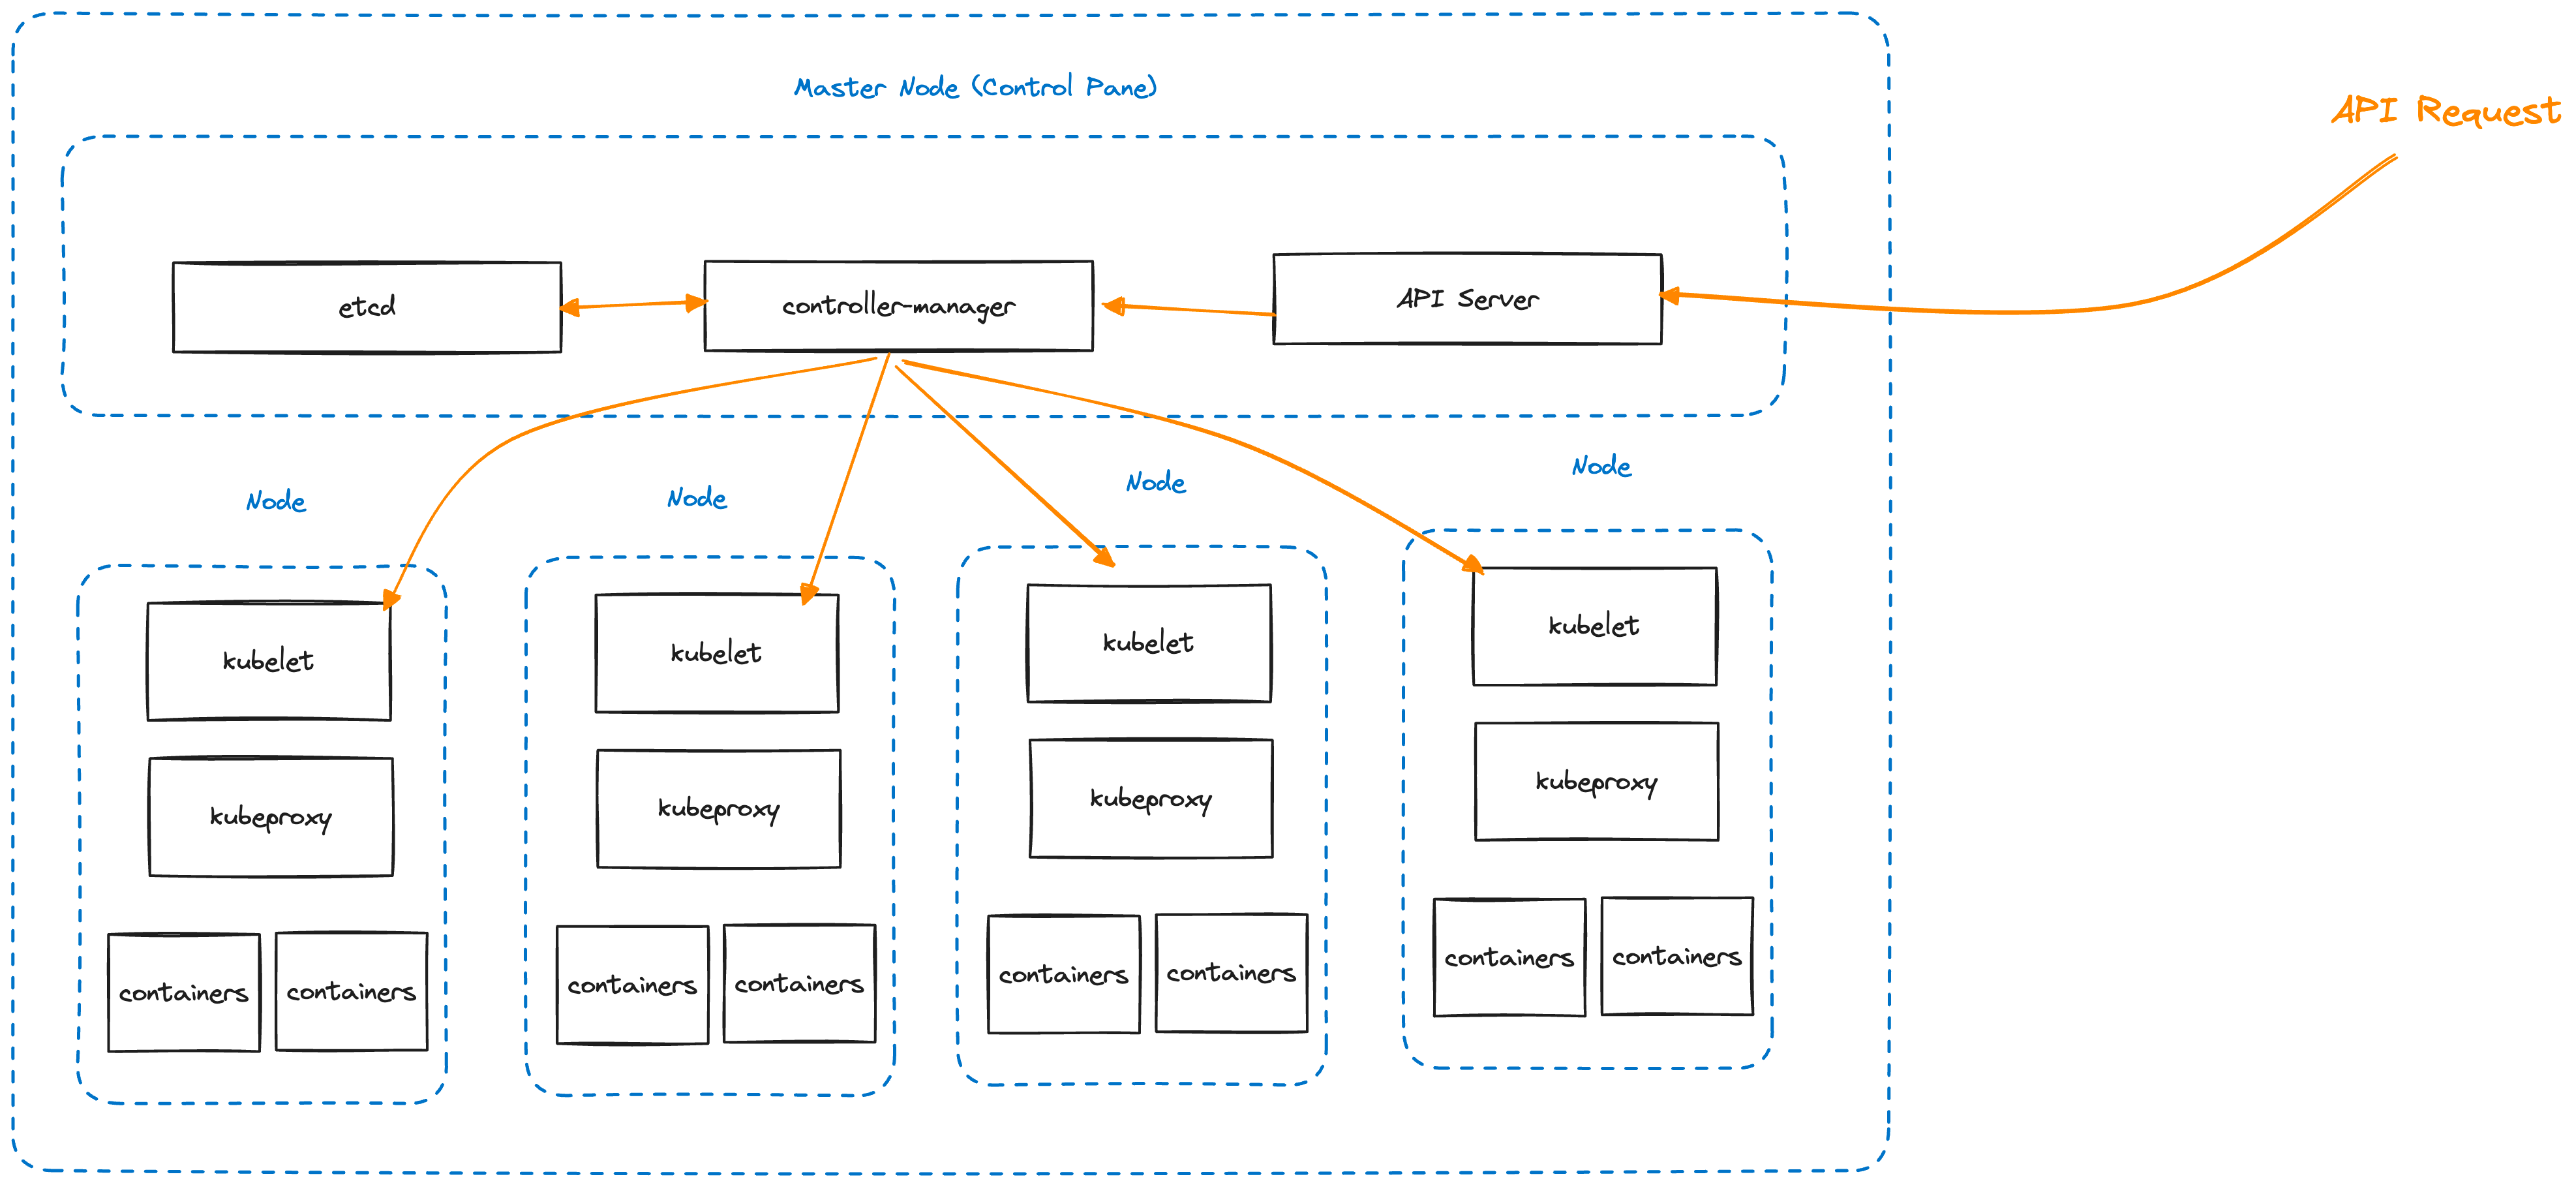 Master Node (Control Pane)
API Request
etcd
controller-manager
API Server
Node
Node
Node
Node
kubelet
kubelet
kubelet
kubelet
kubeproxy
kubeproxy
kubeproxy
kubeproxy
containers
containers
containers
containers
containers
containers
containers
containers